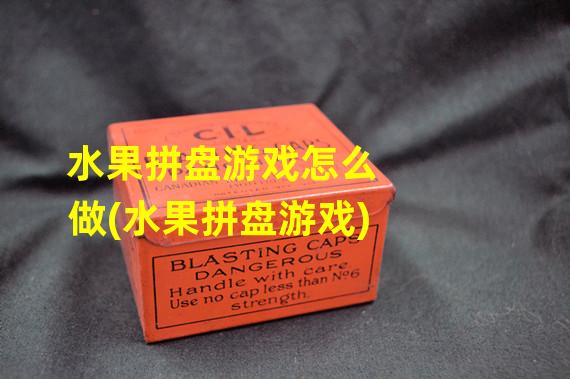 CIL
水果拼盘游戏怎么
做(水果拼盘游戏)
BLASTING CAPS
DANGEROUS
Handle with care
Use no cap less than No6
strength.